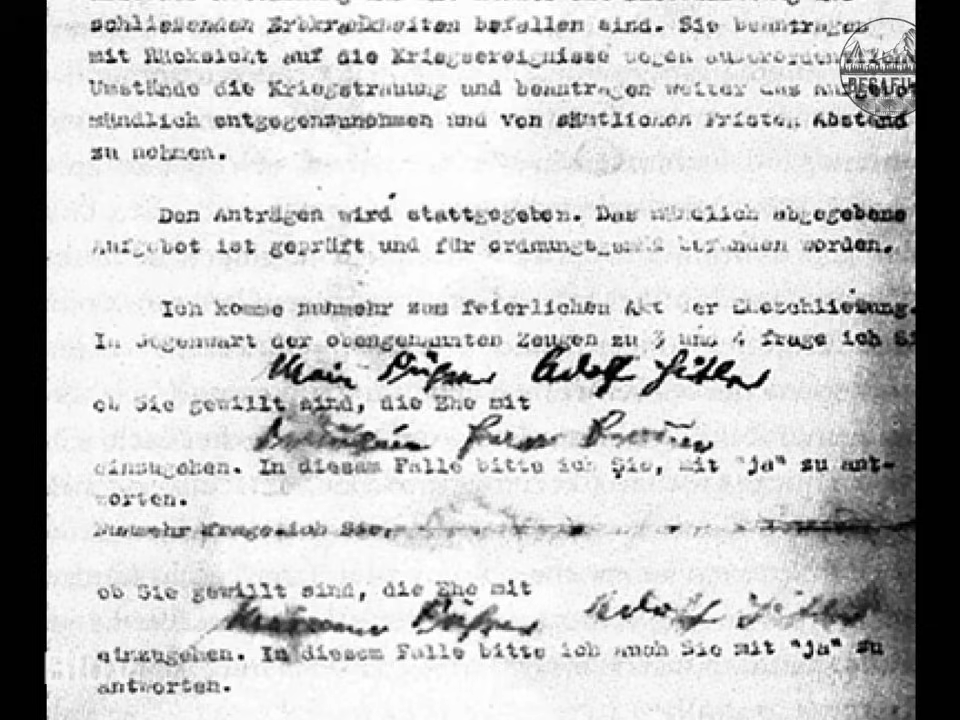 schließenden Erbkrankheiten befallen sind. Sie beantragen
mit Rücksicht auf die Kriegsereignisse wegen ausserordentlicher
Umstände die Kriegstrauung und beantragen weiter das Aufgebot
mündlich entgegenzunehmen und von sämtlichen Fristen Abstand
zu nehmen.
Den Anträgen wird stattgegeben. Das mündlich abgegebene
Aufgebot ist geprüft und für ordnungsgemäß befunden worden.
Ich komme nunmehr zum feierlichen Akt der Eheschließung.
In Gegenwart der obengenannten Zeugen zu 3 und 4 frage ich Si
Mein Führer Adolf Hitler
ob Sie gewillt sind, die Ehe mit
Braun
einzugehen. In diesem Falle bitte ich Sie, mit "ja" zu ant-
worten.
Nunmehr frage ich Sie,
ob Sie gewillt sind, die Ehe mit
Führer Adolf Hitler
einzugehen. In diesem Falle bitte ich auch Sie mit "ja" zu
antworten.